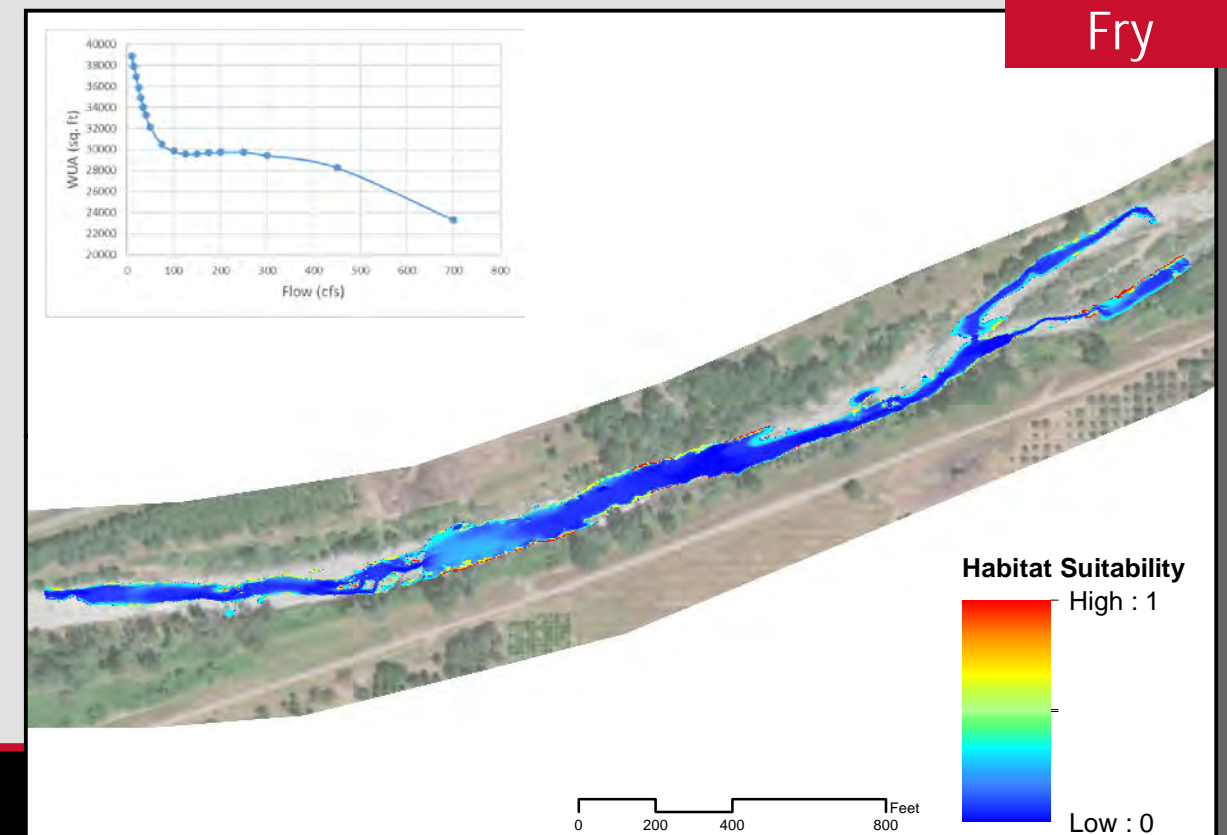 Fry
40000
38000
36000
34000
32000
30000
28000
26000
24000
22000
20000
WUA (sq. ft)
0 100 200 300 400 500 600 700 800
Flow (cfs)
Habitat Suitability
High : 1
Low : 0
Feet
0 200 400 800